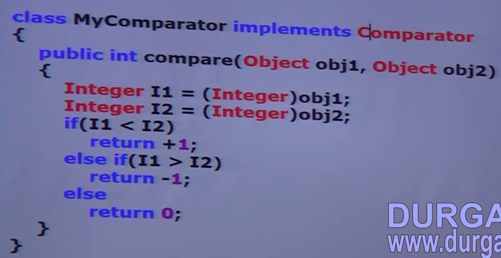 class MyComparator implements Comparator
{
public int compare(Object obj1, Object obj2)
{
Integer I1 = (Integer)obj1;
Integer I2 = (Integer)obj2;
if(I1 < I2)
return +1;
else if(I1 > I2)
return -1;
else
return 0;
}
}
DURGA
www.durga